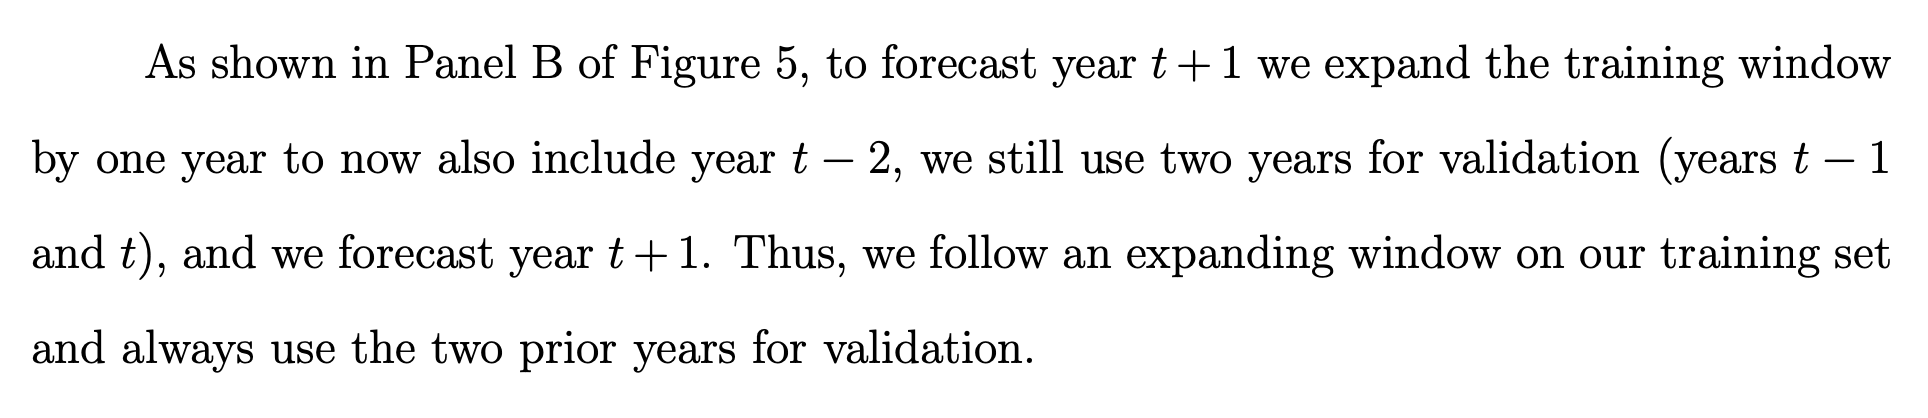 As shown in Panel B of Figure 5, to forecast year t + 1 we expand the training window
by one year to now also include year t − 2, we still use two years for validation (years t − 1
and t), and we forecast year t + 1. Thus, we follow an expanding window on our training set
and always use the two prior years for validation.